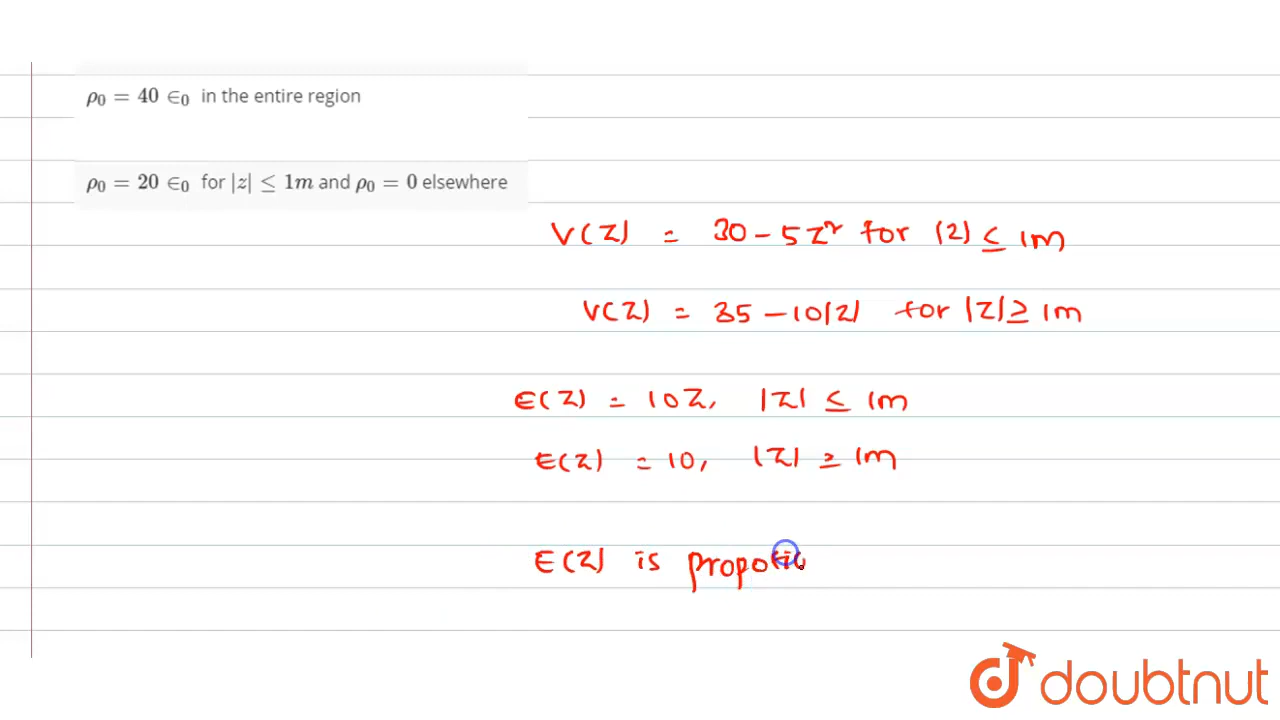 ρ₀ = 40 ∈₀ in the entire region
ρ₀ = 20 ∈₀ for |z| ≤ 1m and ρ₀ = 0 elsewhere
V(Z) = 30 - 5Z² for |Z| ≤ 1m
V(Z) = 35 - 10|Z| for |Z| ≥ 1m
E(Z) = 10Z, |Z| ≤ 1m
E(Z) = 10, |Z| ≥ 1m
E(Z) is propotic
doubtnut